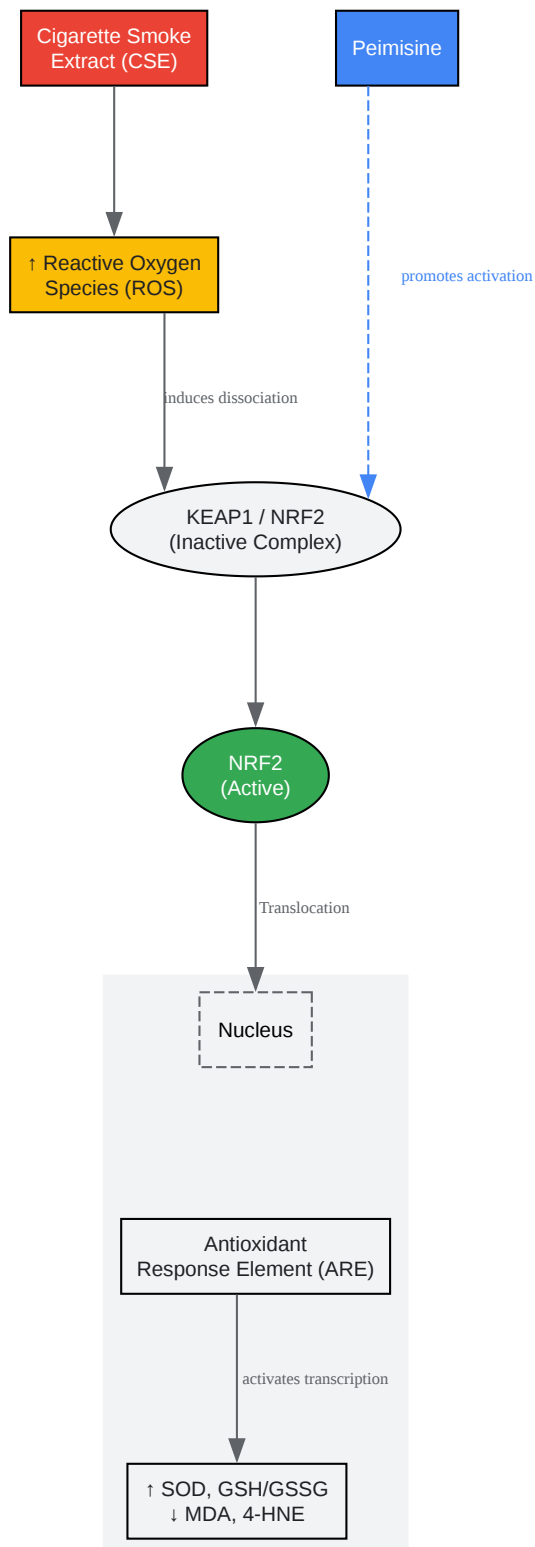 Cigarette Smoke
Extract (CSE)
Peimisine
promotes activation
↑ Reactive Oxygen
Species (ROS)
induces dissociation
KEAP1 / NRF2
(Inactive Complex)
NRF2
(Active)
Translocation
Nucleus
Antioxidant
Response Element (ARE)
activates transcription
↑ SOD, GSH/GSSG
↓ MDA, 4-HNE